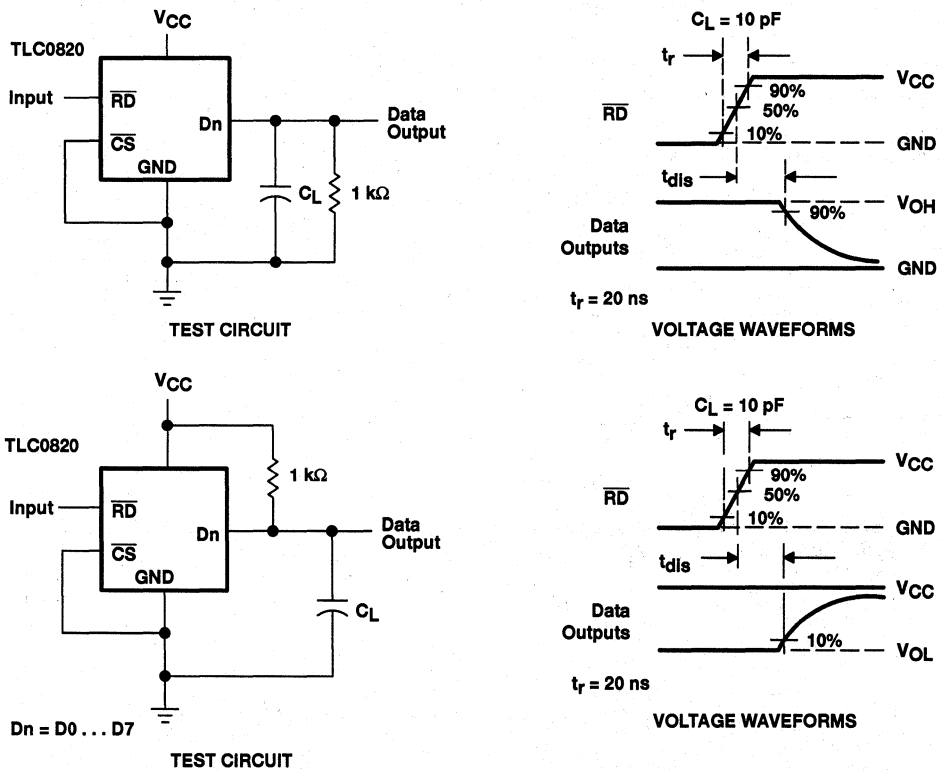 VCC
TLC0820
Input
RD
CS
GND
Dn
Data
Output
CL
1 kΩ
TEST CIRCUIT
CL = 10 pF
tr
VCC
90%
50%
10%
RD
GND
tdis
VOH
90%
Data
Outputs
GND
tr = 20 ns
VOLTAGE WAVEFORMS
VCC
TLC0820
1 kΩ
Input
RD
CS
GND
Dn
Data
Output
CL
Dn = D0 . . . D7
TEST CIRCUIT
CL = 10 pF
tr
VCC
90%
50%
10%
RD
GND
tdis
VCC
Data
Outputs
10%
VOL
tr = 20 ns
VOLTAGE WAVEFORMS